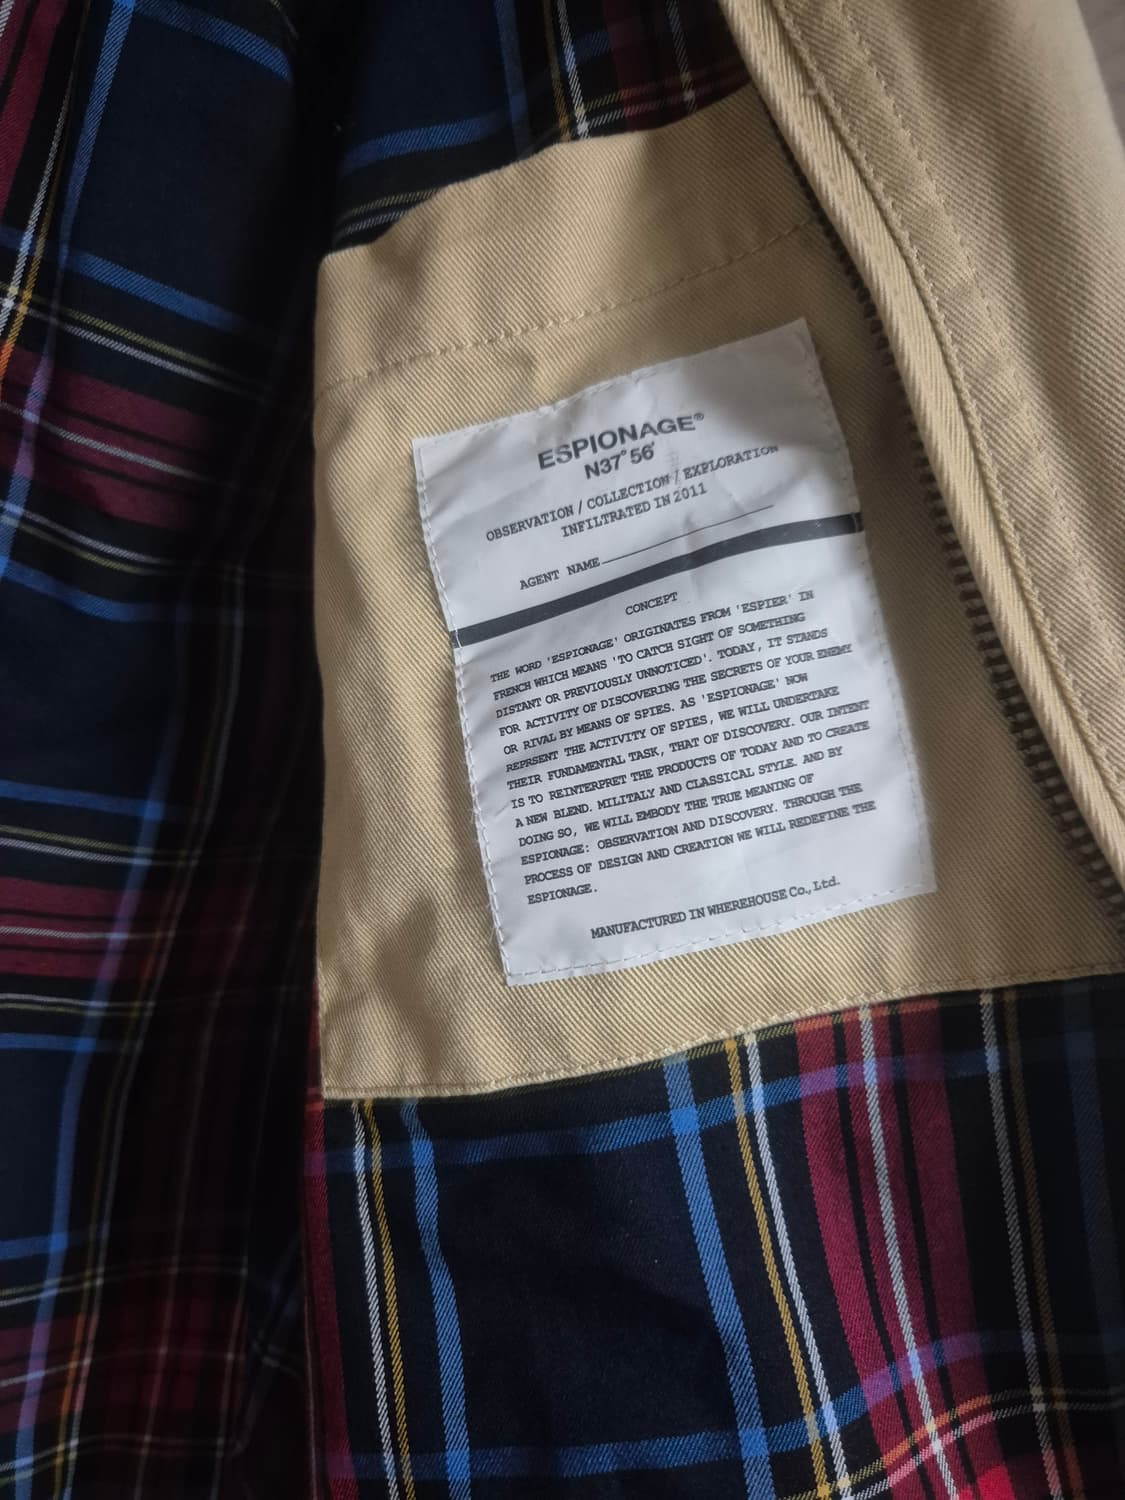 ESPIONAGE®
N37°56'
OBSERVATION / COLLECTION / EXPLORATION
INFILTRATED IN 2011
AGENT NAME
CONCEPT
THE WORD 'ESPIONAGE' ORIGINATES FROM 'ESPIER' IN
FRENCH WHICH MEANS 'TO CATCH SIGHT OF SOMETHING
DISTANT OR PREVIOUSLY UNNOTICED'. TODAY, IT STANDS
FOR ACTIVITY OF DISCOVERING THE SECRETS OF YOUR ENEMY
OR RIVAL BY MEANS OF SPIES. AS 'ESPIONAGE' NOW
REPRSENT THE ACTIVITY OF SPIES, WE WILL UNDERTAKE
THEIR FUNDAMENTAL TASK, THAT OF DISCOVERY. OUR INTENT
IS TO REINTERPRET THE PRODUCTS OF TODAY AND TO CREATE
A NEW BLEND. MILITALY AND CLASSICAL STYLE. AND BY
DOING SO, WE WILL EMBODY THE TRUE MEANING OF
ESPIONAGE: OBSERVATION AND DISCOVERY. THROUGH THE
PROCESS OF DESIGN AND CREATION WE WILL REDEFINE THE
ESPIONAGE.
MANUFACTURED IN WHEREHOUSE Co., Ltd.